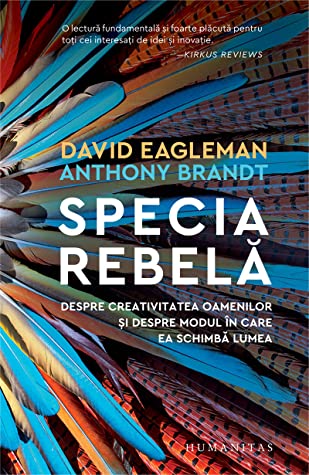 O lectură fundamentală și foarte plăcută pentru
toți cei interesați de idei și inovație.
—KIRKUS REVIEWS
DAVID EAGLEMAN
ANTHONY BRANDT
SPECIA
REBELĂ
DESPRE CREATIVITATEA OAMENILOR
ȘI DESPRE MODUL ÎN CARE
EA SCHIMBĂ LUMEA
HUMANITAS